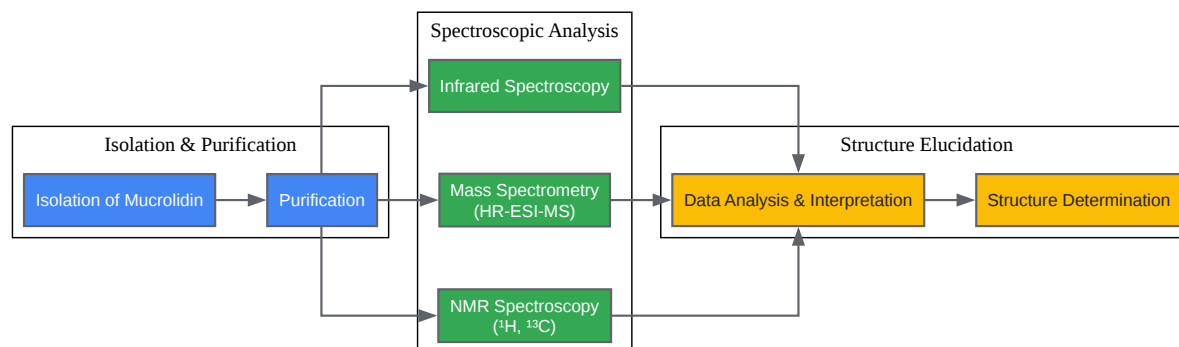 Isolation & Purification
Isolation of Mucrolidin
Purification
Spectroscopic Analysis
Infrared Spectroscopy
Mass Spectrometry
(HR-ESI-MS)
NMR Spectroscopy
(¹H, ¹³C)
Structure Elucidation
Data Analysis & Interpretation
Structure Determination